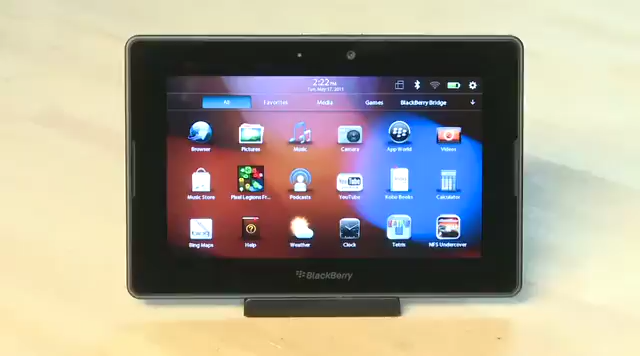 2:22 PM
Tue, May 17, 2011
All Favorites Media Games BlackBerry Bridge
Browser Pictures Music Camera App World Videos
Music Store Pixel Legions Fr... Podcasts YouTube Kobo Books Calculator
Bing Maps Help Weather Clock Tetris NFS Undercover
BlackBerry